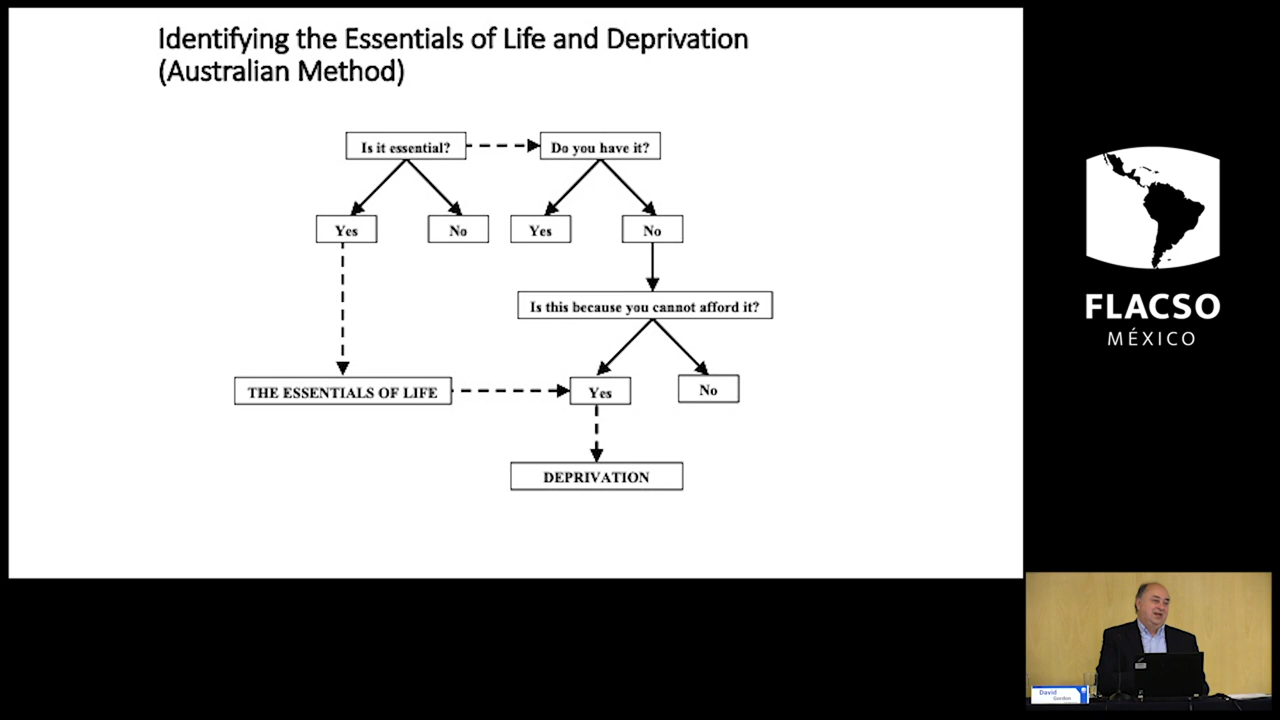 Identifying the Essentials of Life and Deprivation
(Australian Method)
Is it essential?
Do you have it?
Yes
No
Yes
No
Is this because you cannot afford it?
THE ESSENTIALS OF LIFE
Yes
No
DEPRIVATION
FLACSO
MÉXICO
David
Gordon